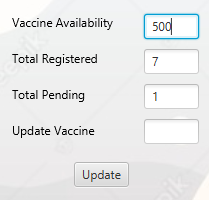 Vaccine Availability 500
Total Registered 7
Total Pending 1
Update Vaccine
Update